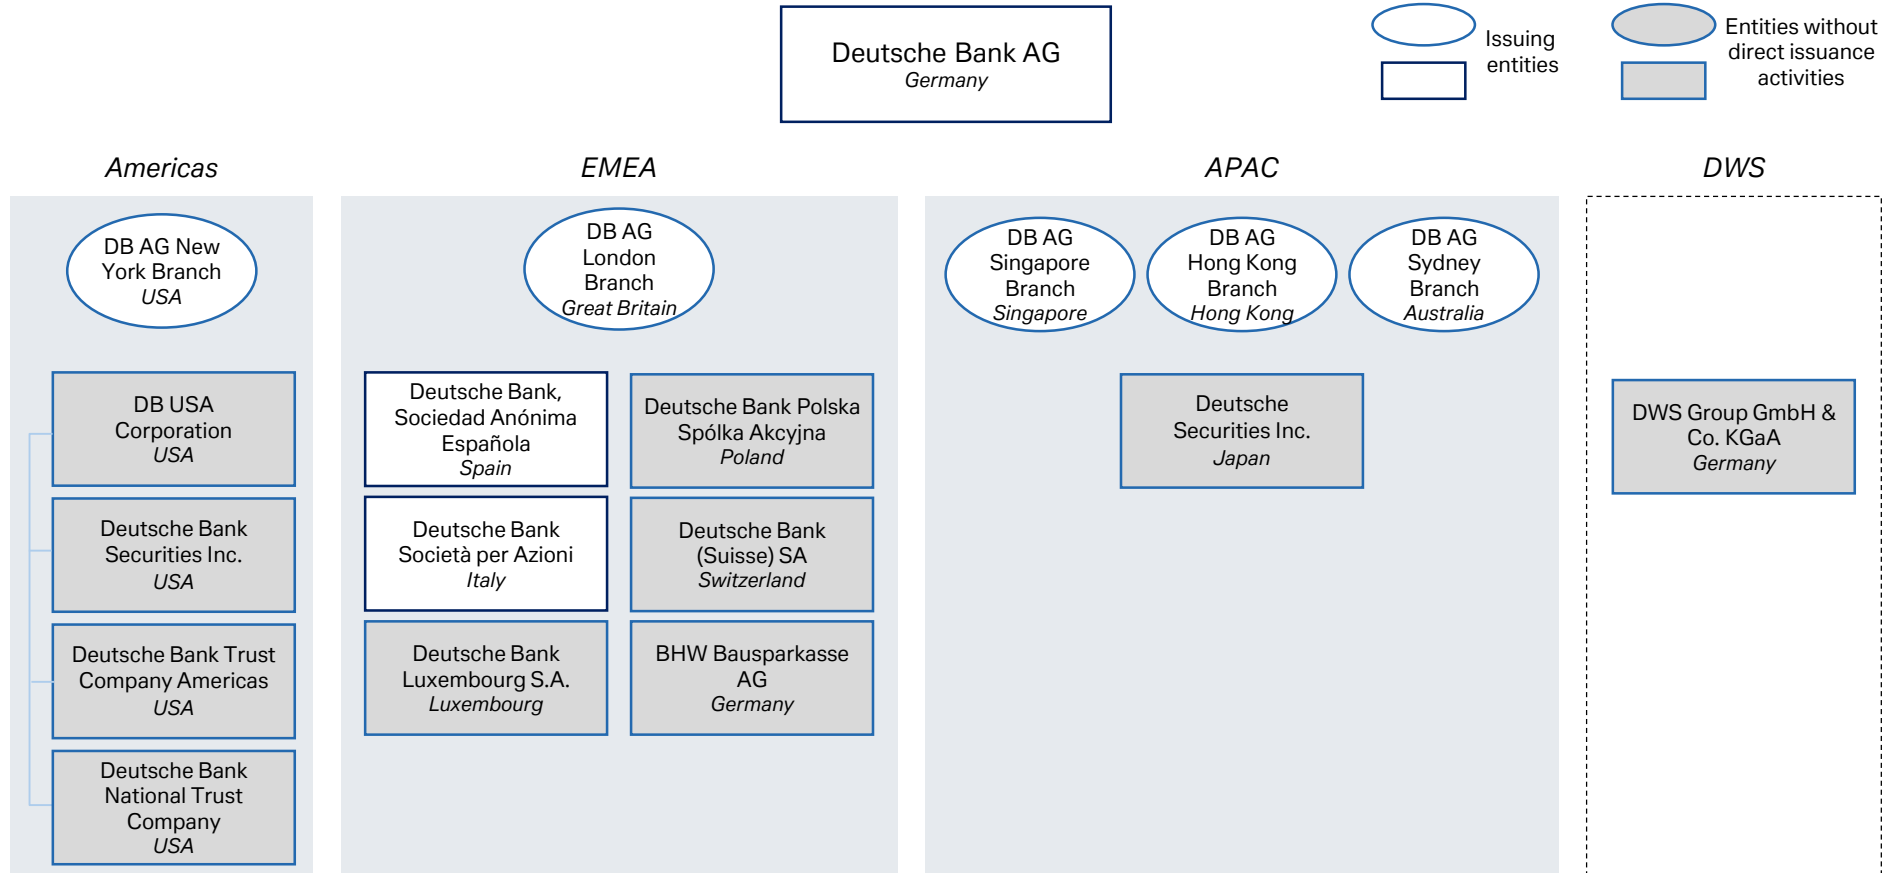 Deutsche Bank AG
Germany
Issuing
entities
Entities without
direct issuance
activities
Americas
EMEA
APAC
DWS
DB AG New
York Branch
USA
DB USA
Corporation
USA
Deutsche Bank
Securities Inc.
USA
Deutsche Bank Trust
Company Americas
USA
Deutsche Bank
National Trust
Company
USA
DB AG
London
Branch
Great Britain
Deutsche Bank,
Sociedad Anónima
Española
Spain
Deutsche Bank Polska
Spólka Akcyjna
Poland
Deutsche Bank
Società per Azioni
Italy
Deutsche Bank
(Suisse) SA
Switzerland
Deutsche Bank
Luxembourg S.A.
Luxembourg
BHW Bausparkasse
AG
Germany
DB AG
Singapore
Branch
Singapore
DB AG
Hong Kong
Branch
Hong Kong
DB AG
Sydney
Branch
Australia
Deutsche
Securities Inc.
Japan
DWS Group GmbH &
Co. KGaA
Germany